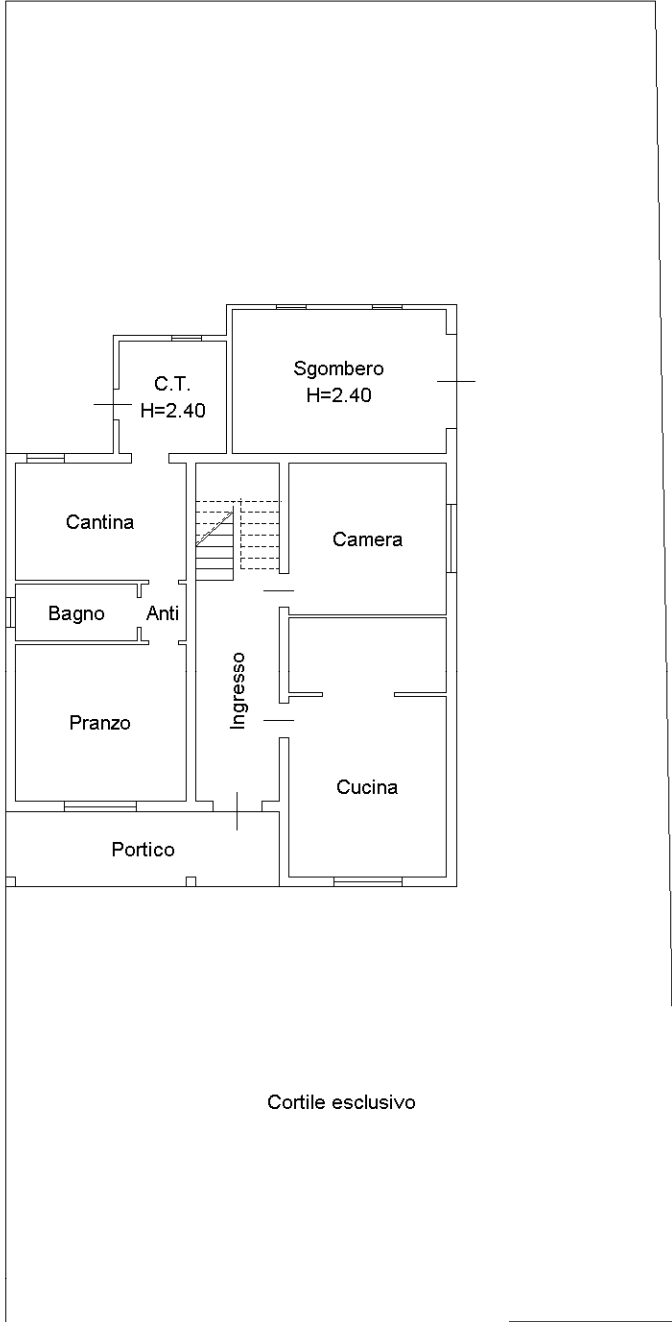 Sgombero
H=2.40
C.T.
H=2.40
Cantina
Camera
Bagno
Anti
Ingresso
Pranzo
Cucina
Portico
Cortile esclusivo